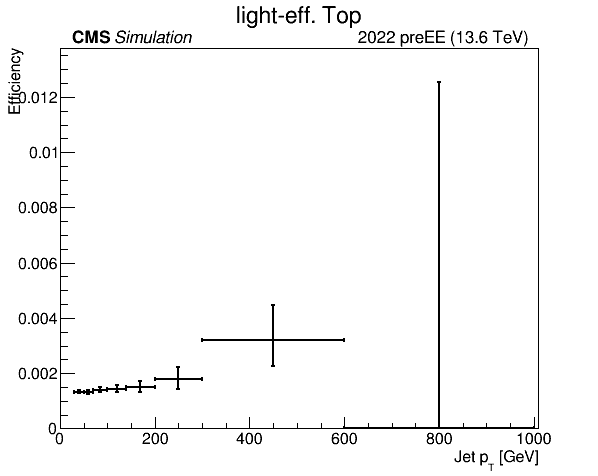 light-eff. Top
CMS Simulation
2022 preEE (13.6 TeV)
Efficiency
0.012
0.01
0.008
0.006
0.004
0.002
0
0 200 400 600 800 1000
Jet p_T [GeV]